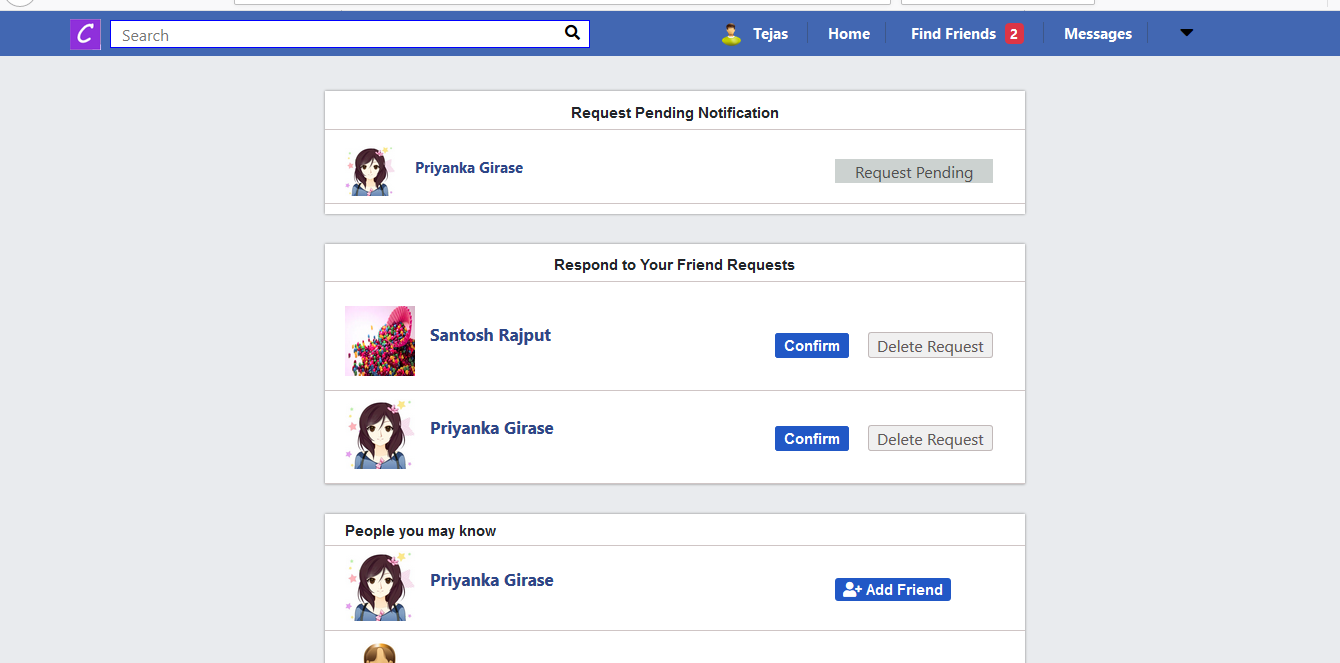 C Search Tejas Home Find Friends 2 Messages
Request Pending Notification
Priyanka Girase Request Pending
Respond to Your Friend Requests
Santosh Rajput Confirm Delete Request
Priyanka Girase Confirm Delete Request
People you may know
Priyanka Girase Add Friend